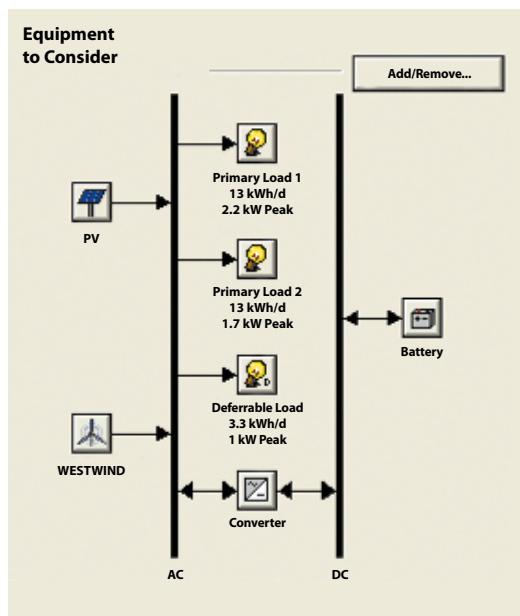 Equipment
to Consider
Add/Remove...
Primary Load 1
13 kWh/d
2.2 kW Peak
PV
Primary Load 2
13 kWh/d
1.7 kW Peak
Battery
Deferrable Load
3.3 kWh/d
1 kW Peak
WESTWIND
Converter
AC
DC